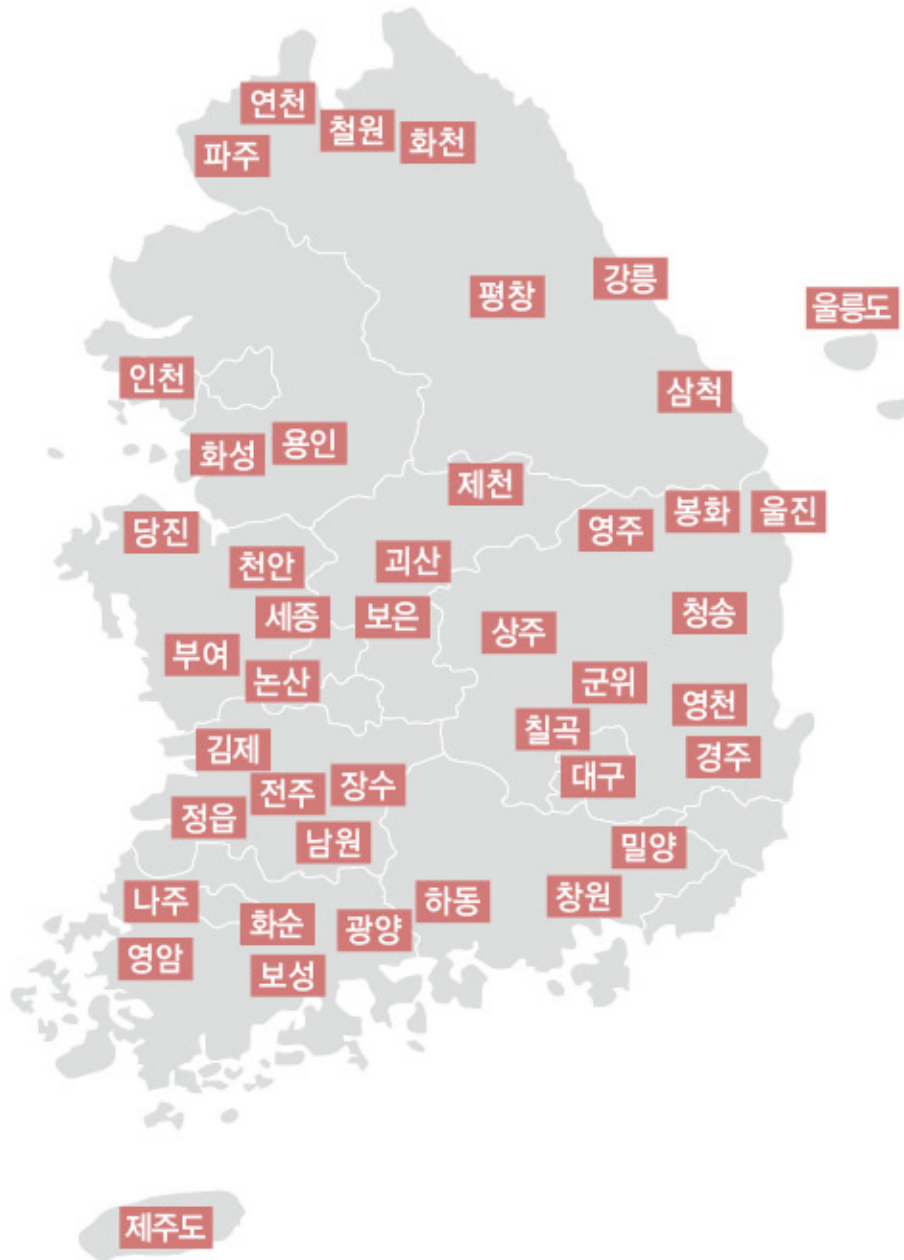 연천
철원
화천
파주
강릉
평창
울릉도
인천
삼척
용인
화성
제천
당진
영주
봉화
울진
천안
괴산
세종
보은
청송
상주
부여
논산
군위
영천
칠곡
김제
경주
대구
전주
장수
정읍
남원
밀양
나주
하동
창원
화순
광양
영암
보성
제주도